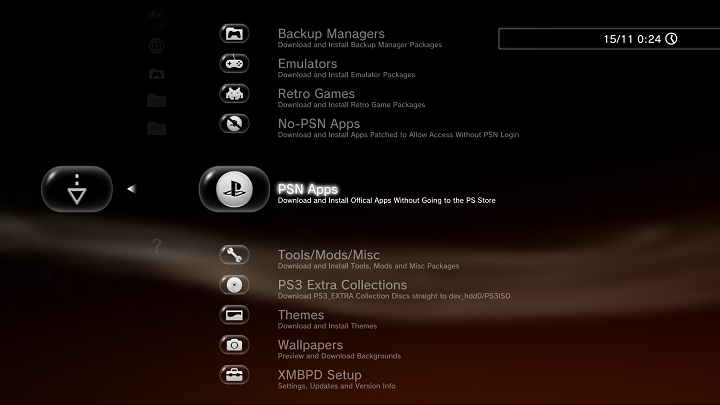 Backup Managers
Download and Install Backup Manager Packages
15/11 0:24
Emulators
Download and Install Emulator Packages
Retro Games
Download and Install Retro Game Packages
No-PSN Apps
Download and Install Apps Patched to Allow Access Without PSN Login
PSN Apps
Download and Install Offical Apps Without Going to the PS Store
?
Tools/Mods/Misc
Download and Install Tools, Mods and Misc Packages
PS3 Extra Collections
Download PS3_EXTRA Collection Discs straight to dev_hdd0/PS3ISO
Themes
Download and Install Themes
Wallpapers
Preview and Download Backgrounds
XMBPD Setup
Settings, Updates and Version Info